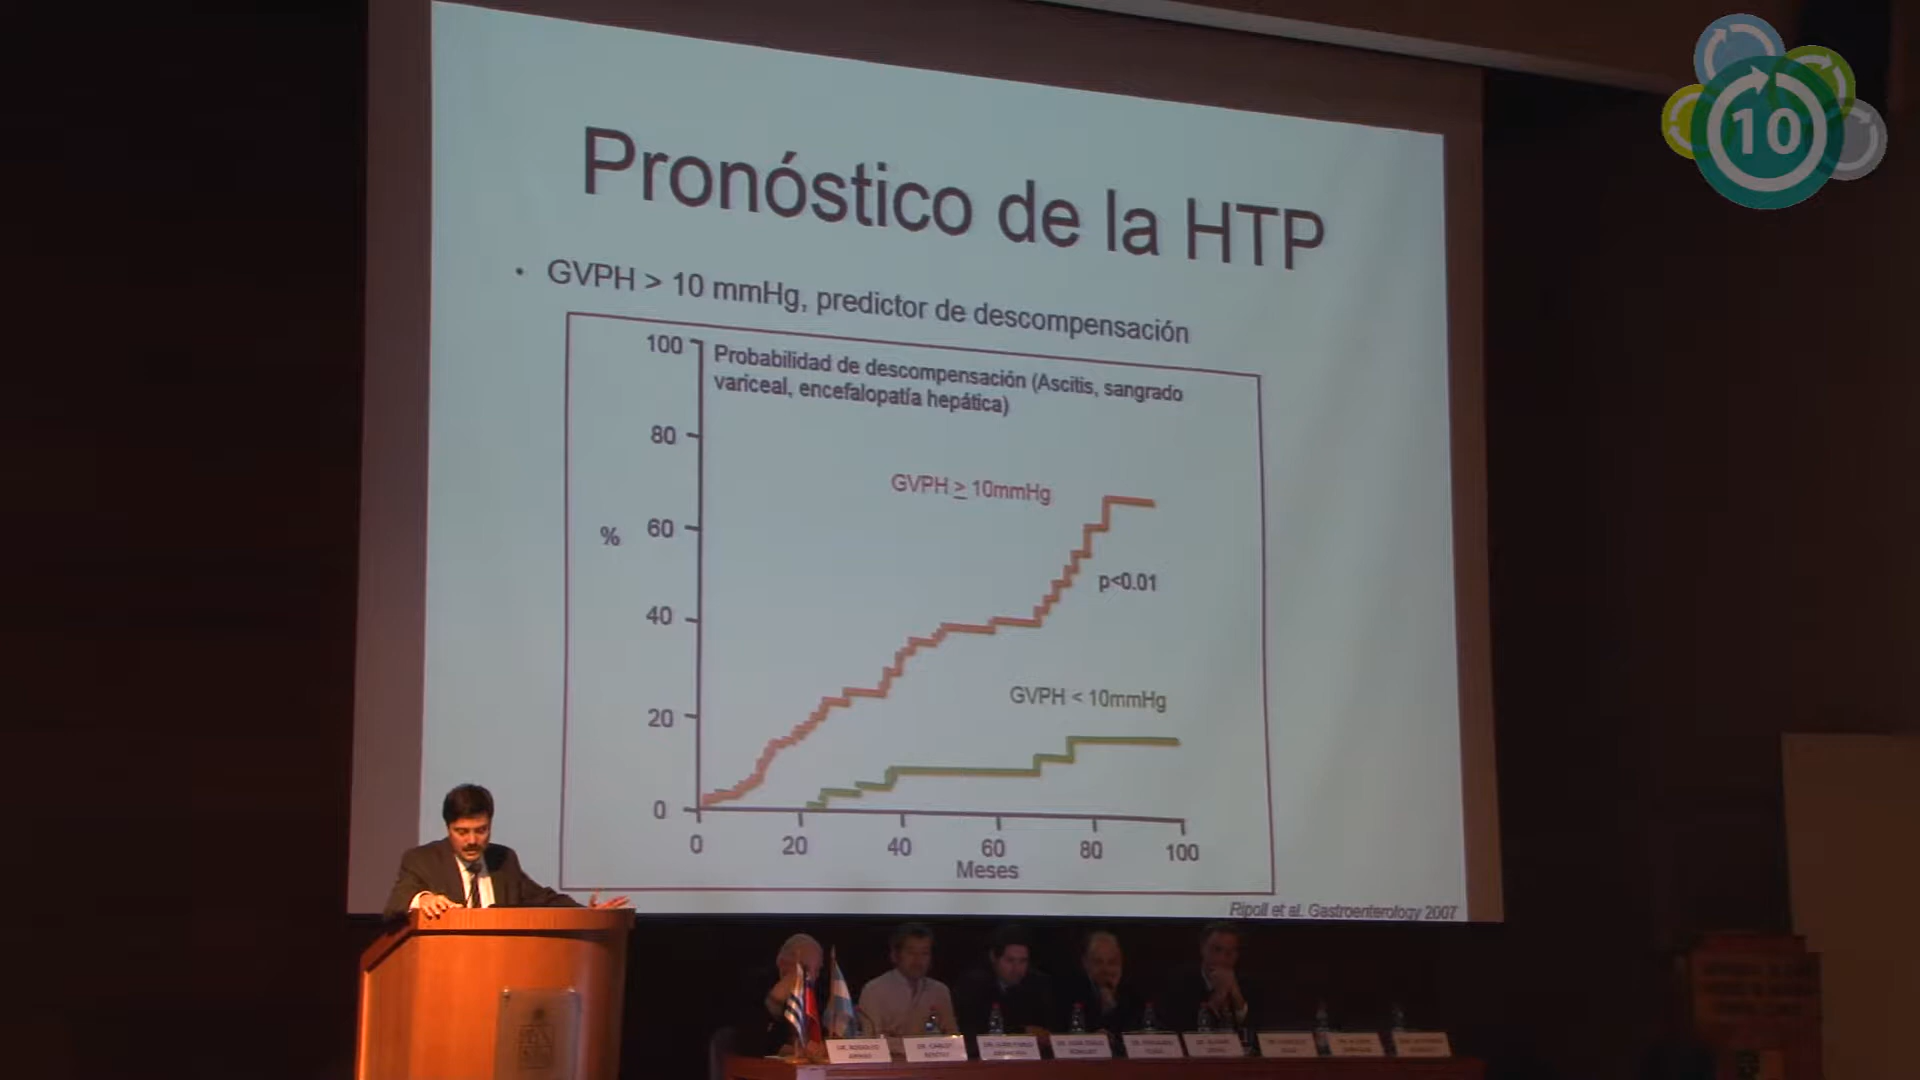 10
Pronóstico de la HTP
• GVPH > 10 mmHg, predictor de descompensación
Probabilidad de descompensación (Ascitis, sangrado
variceal, encefalopatía hepática)
100
80
60
40
20
0
%
GVPH ≥ 10mmHg
p<0.01
GVPH < 10mmHg
0 20 40 60 80 100
Meses
Ripoll et al. Gastroenterology 2007